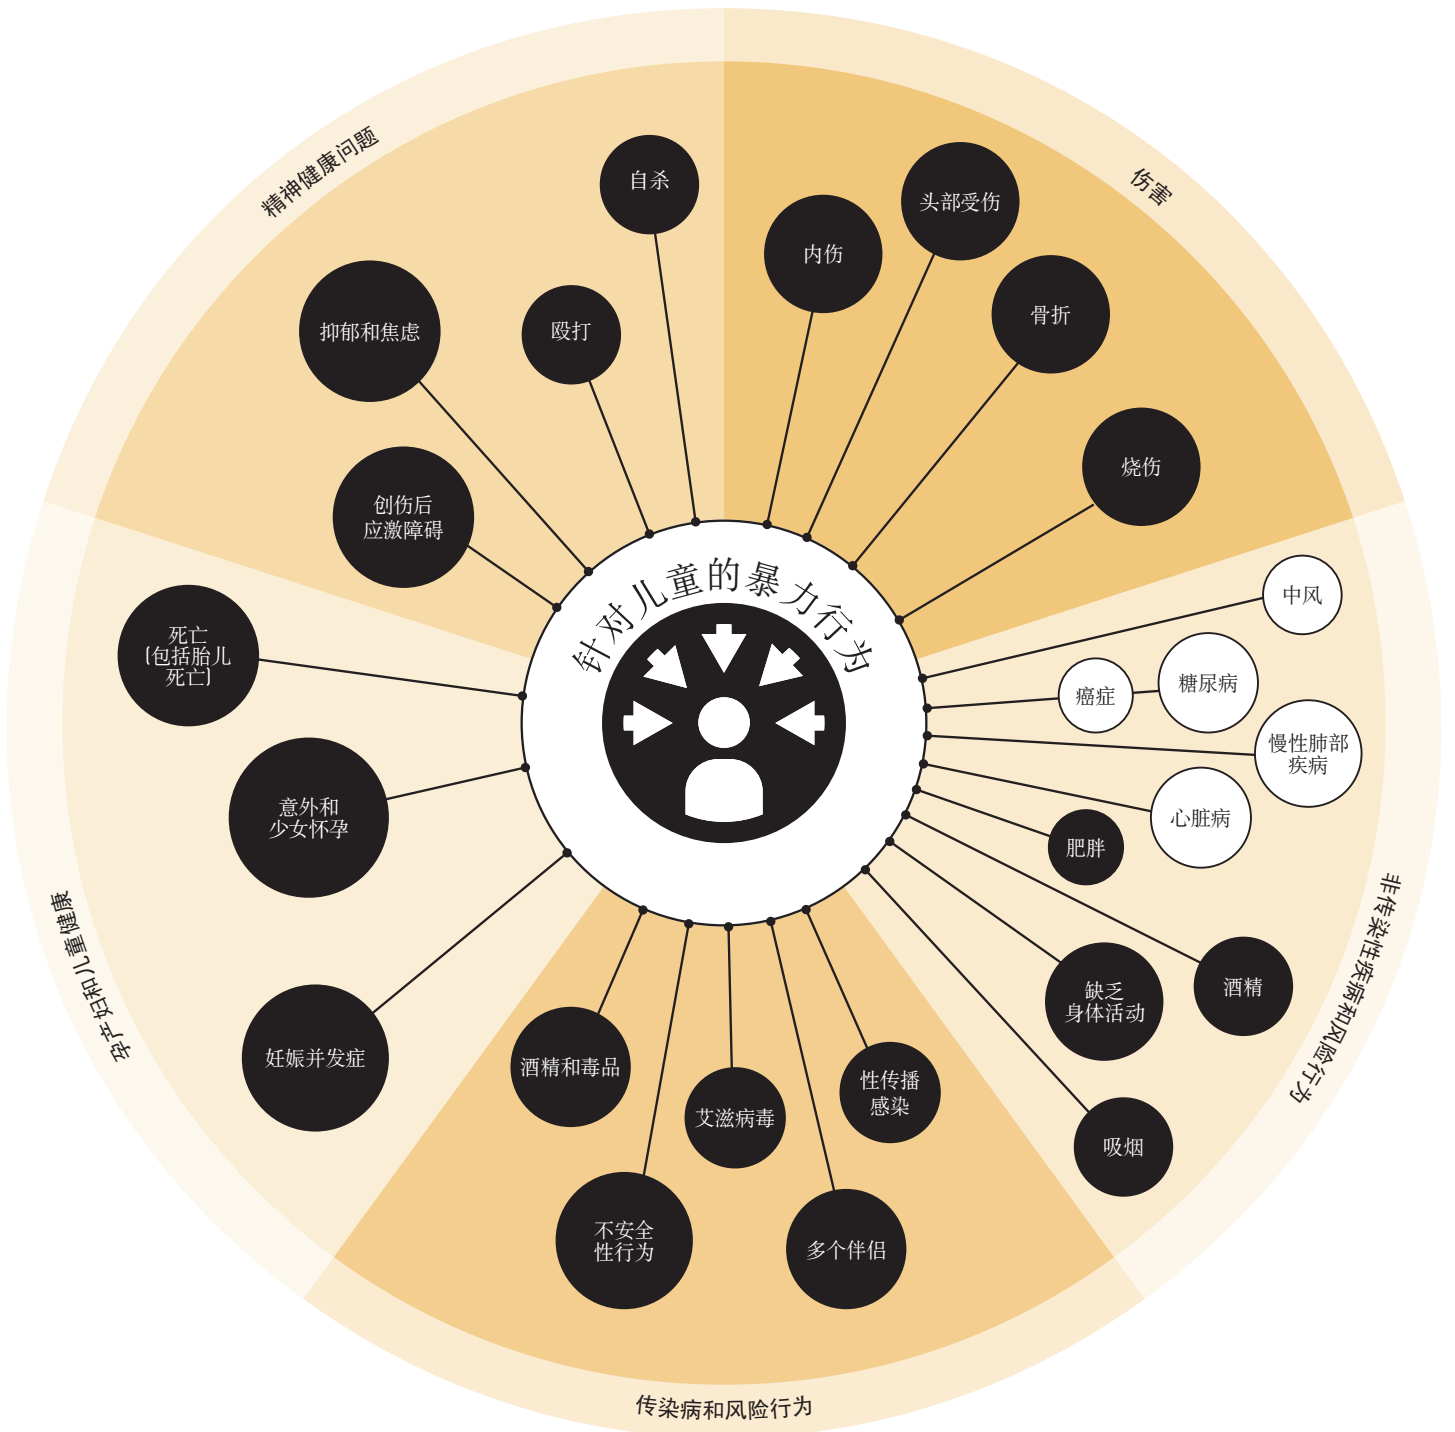 针对儿童的暴力行为
伤害
内伤
头部受伤
骨折
烧伤
非传染性疾病和风险行为
中风
癌症
糖尿病
慢性肺部
疾病
心脏病
肥胖
酒精
缺乏
身体活动
吸烟
传染病和风险行为
性传播
感染
多个伴侣
艾滋病毒
不安全
性行为
酒精和毒品
孕产妇和儿童健康
妊娠并发症
意外和
少女怀孕
死亡
(包括胎儿
死亡)
精神健康问题
创伤后
应激障碍
抑郁和焦虑
殴打
自杀